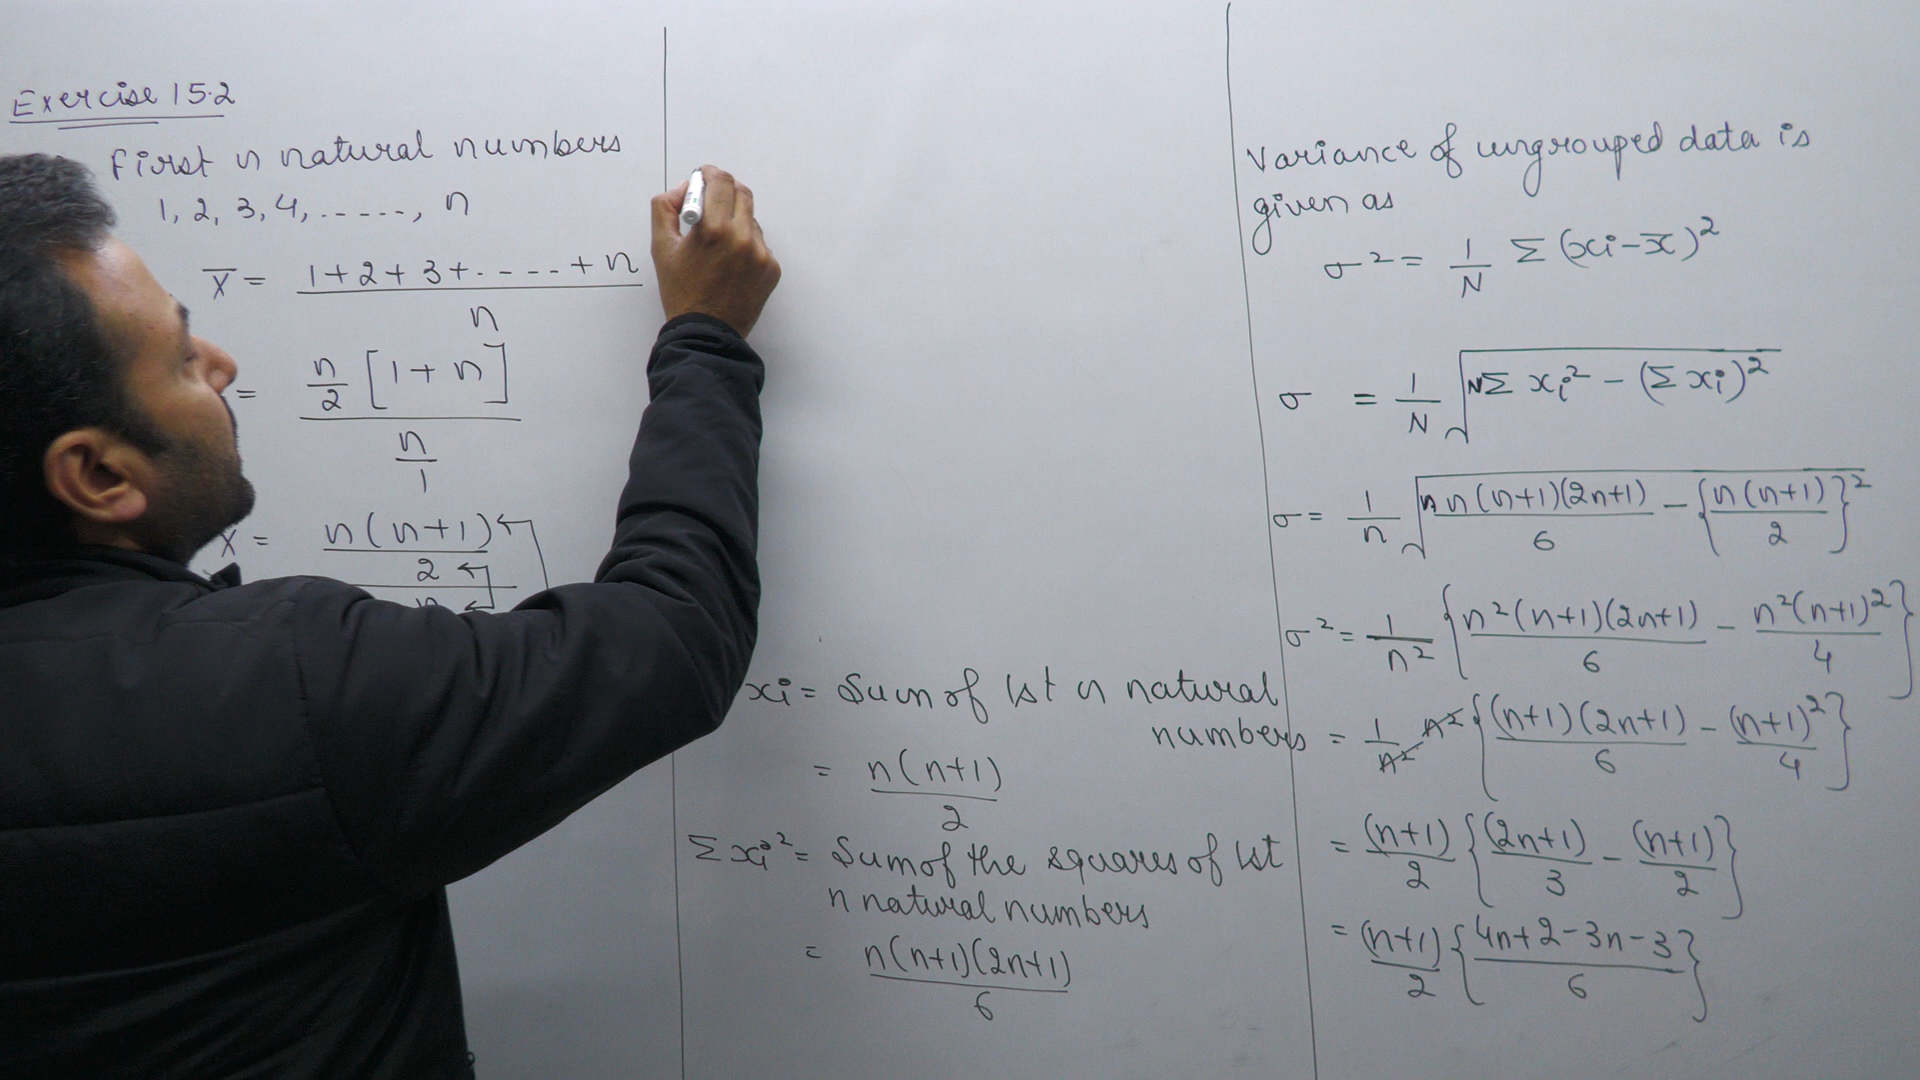 Exercise 15.2
First n natural numbers
1, 2, 3, 4, ......, n
X̅ = (1+2+3+.....+n)/n
= (n/2 [1+n])/(n/1)
X = (n(n+1)/2)/n
xi = Sum of 1st n natural
numbers
= n(n+1)/2
Σxi² = Sum of the squares of 1st
n natural numbers
= n(n+1)(2n+1)/6
Variance of ungrouped data is
given as
σ² = 1/N Σ(xi-x̅)²
σ = 1/N √(NΣxi² - (Σxi)²)
σ = 1/n √(n n(n+1)(2n+1)/6 - {n(n+1)/2}²)
σ² = 1/n² {n²(n+1)(2n+1)/6 - n²(n+1)²/4}
= 1/n² n² {(n+1)(2n+1)/6 - (n+1)²/4}
= (n+1)/2 {(2n+1)/3 - (n+1)/2}
= (n+1)/2 {(4n+2-3n-3)/6}